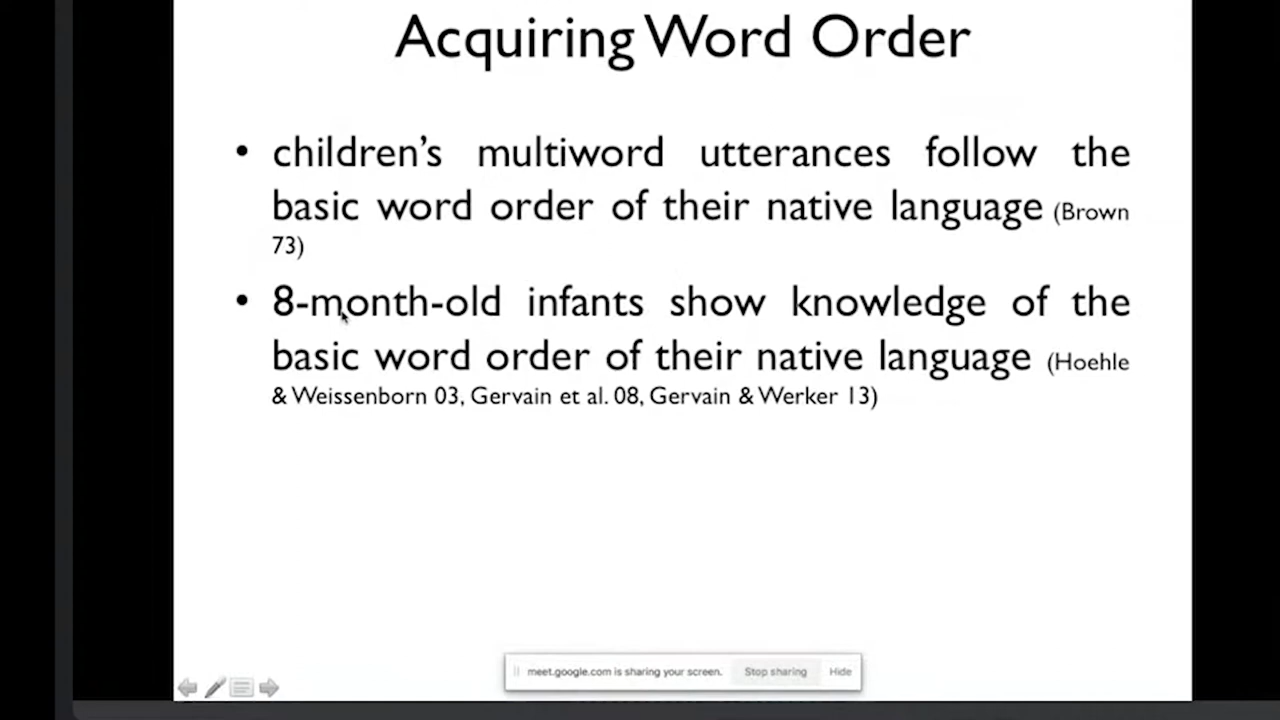 Acquiring Word Order
• children's multiword utterances follow the
basic word order of their native language (Brown
73)
• 8-month-old infants show knowledge of the
basic word order of their native language (Hoehle
& Weissenborn 03, Gervain et al. 08, Gervain & Werker 13)
meet.google.com is sharing your screen. Stop sharing Hide